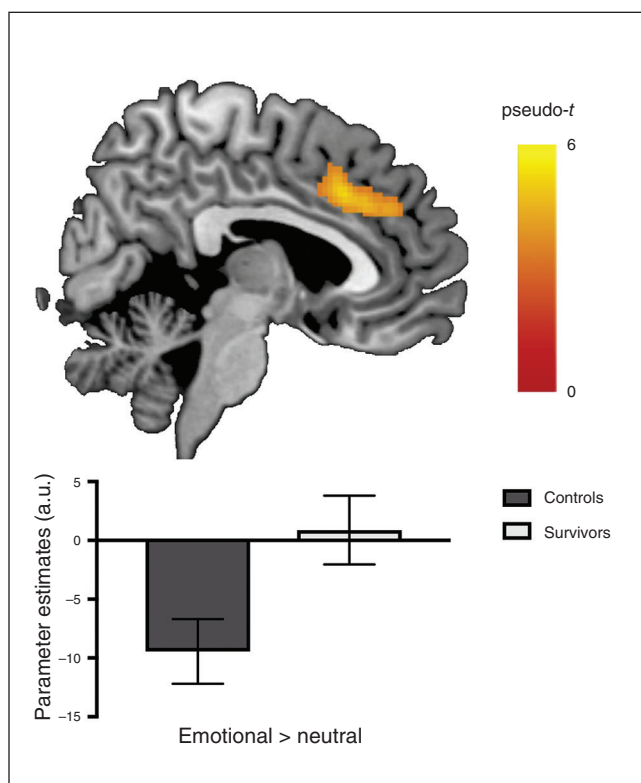 pseudo-t
6
0
5
0
−5
−10
−15
Parameter estimates (a.u.)
Controls
Survivors
Emotional > neutral